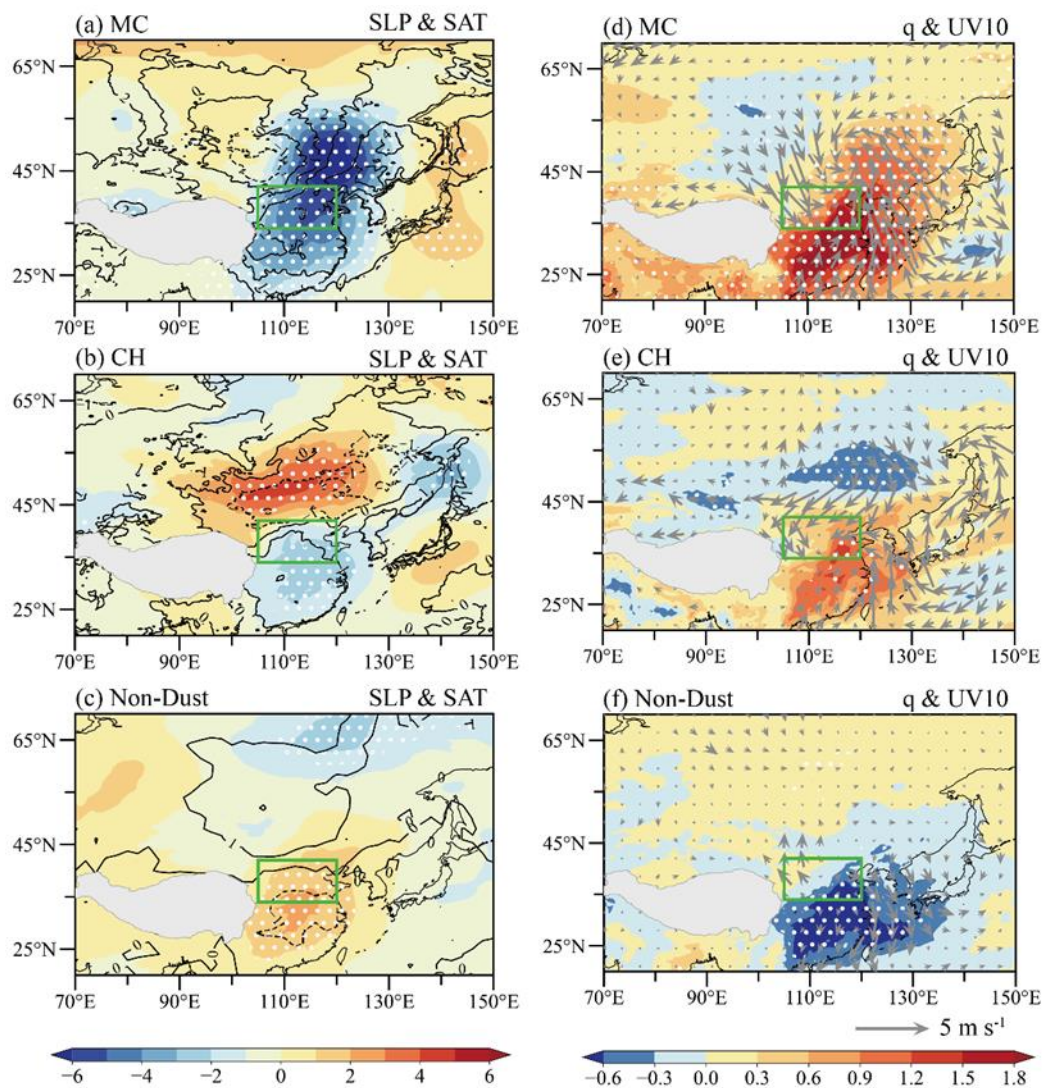 (a) MC SLP & SAT
65°N
45°N
25°N
70°E 90°E 110°E 130°E 150°E
(d) MC q & UV10
65°N
45°N
25°N
70°E 90°E 110°E 130°E 150°E
(b) CH SLP & SAT
65°N
45°N
25°N
70°E 90°E 110°E 130°E 150°E
(e) CH q & UV10
65°N
45°N
25°N
70°E 90°E 110°E 130°E 150°E
(c) Non-Dust SLP & SAT
65°N
45°N
25°N
70°E 90°E 110°E 130°E 150°E
(f) Non-Dust q & UV10
65°N
45°N
25°N
70°E 90°E 110°E 130°E 150°E
5 m s⁻¹
−6 −4 −2 0 2 4 6
−0.6 −0.3 0.0 0.3 0.6 0.9 1.2 1.5 1.8